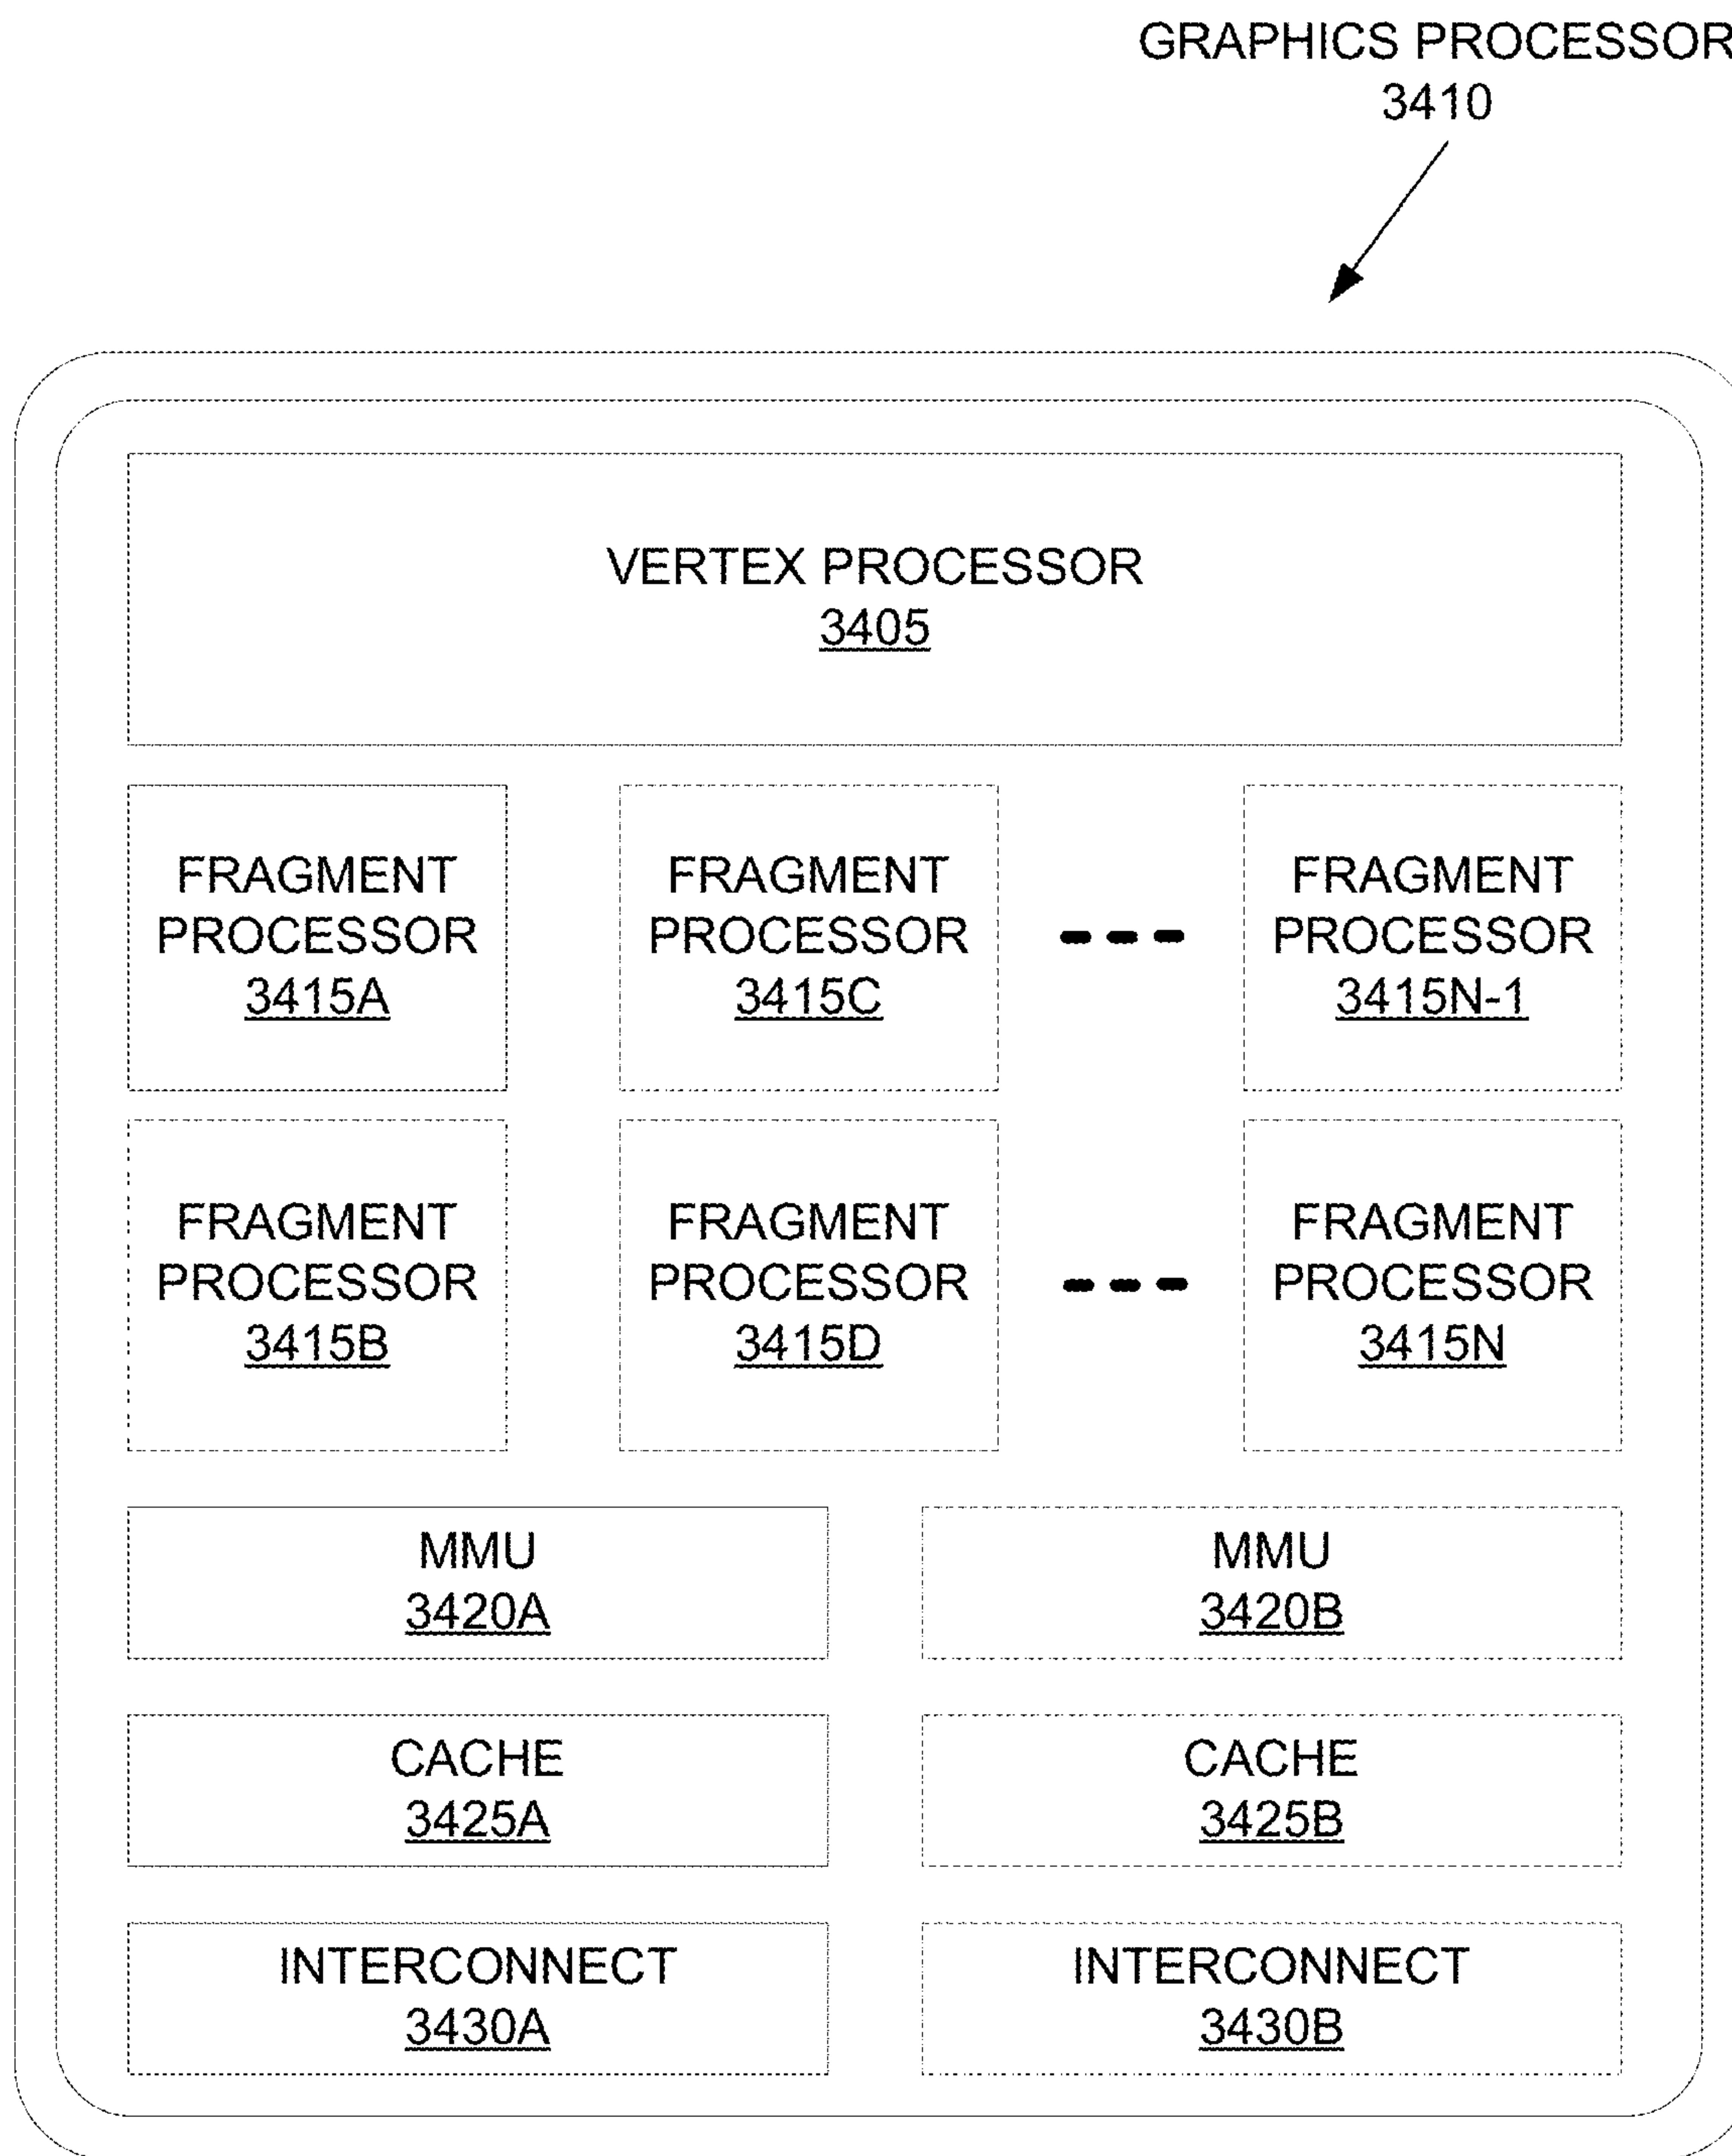 GRAPHICS PROCESSOR
3410
VERTEX PROCESSOR
3405
FRAGMENT
PROCESSOR
3415A
FRAGMENT
PROCESSOR
3415C
FRAGMENT
PROCESSOR
3415N-1
FRAGMENT
PROCESSOR
3415B
FRAGMENT
PROCESSOR
3415D
FRAGMENT
PROCESSOR
3415N
MMU
3420A
MMU
3420B
CACHE
3425A
CACHE
3425B
INTERCONNECT
3430A
INTERCONNECT
3430B